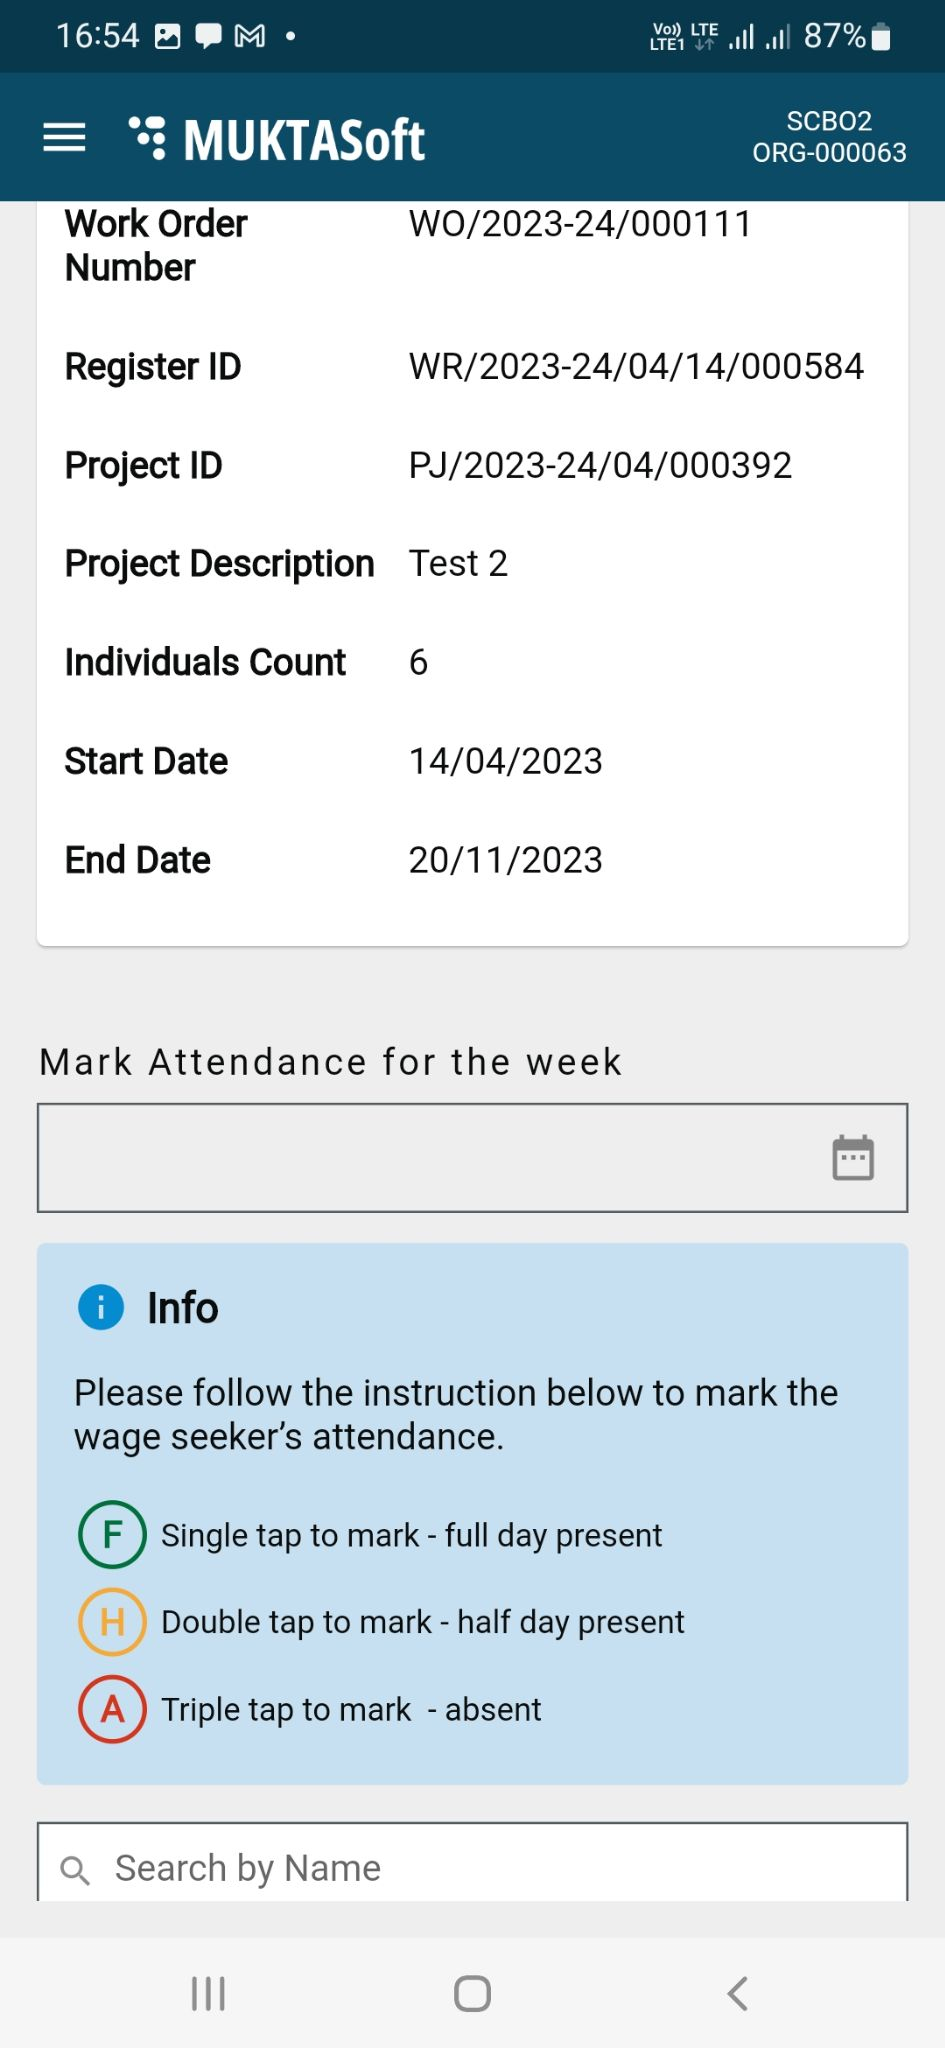 16:54
Vo)) LTE
LTE1
87%
MUKTASoft
SCBO2
ORG-000063
Work Order WO/2023-24/000111
Number
Register ID WR/2023-24/04/14/000584
Project ID PJ/2023-24/04/000392
Project Description Test 2
Individuals Count 6
Start Date 14/04/2023
End Date 20/11/2023
Mark Attendance for the week
i Info
Please follow the instruction below to mark the
wage seeker’s attendance.
F Single tap to mark - full day present
H Double tap to mark - half day present
A Triple tap to mark - absent
Search by Name